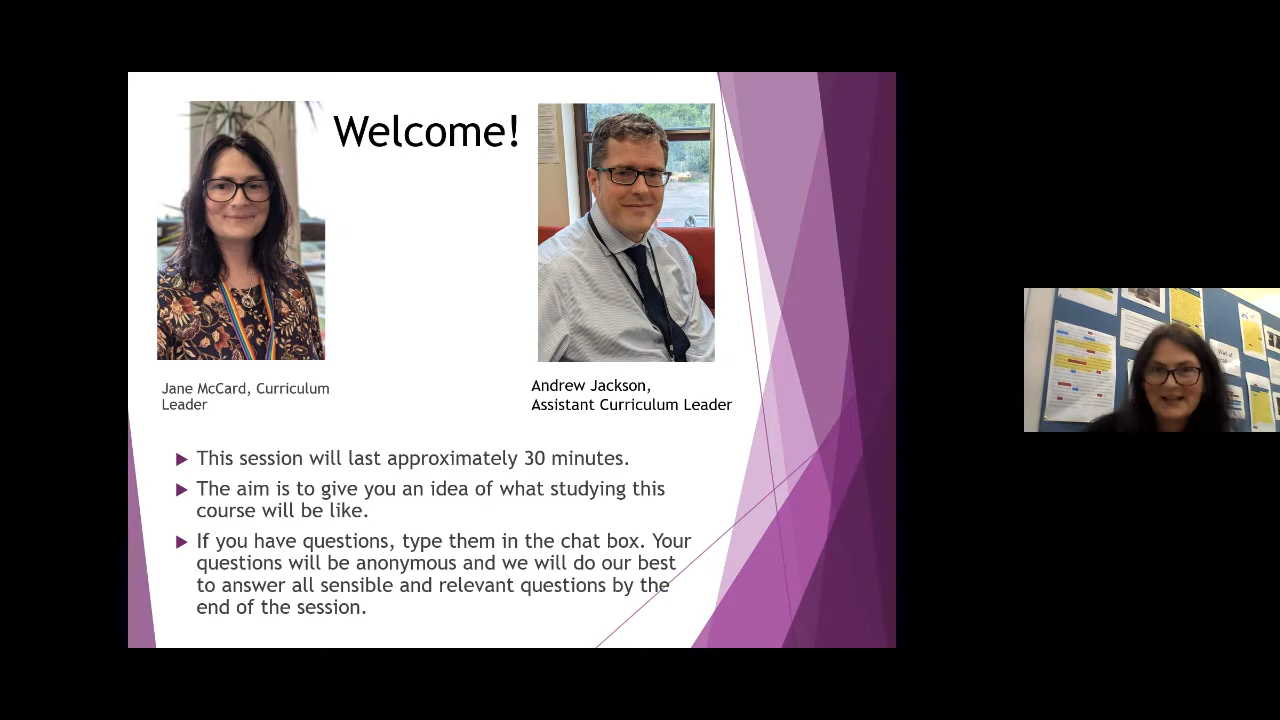 Welcome!
Jane McCard, Curriculum
Leader
Andrew Jackson,
Assistant Curriculum Leader
This session will last approximately 30 minutes.
The aim is to give you an idea of what studying this
course will be like.
If you have questions, type them in the chat box. Your
questions will be anonymous and we will do our best
to answer all sensible and relevant questions by the
end of the session.
Wall of